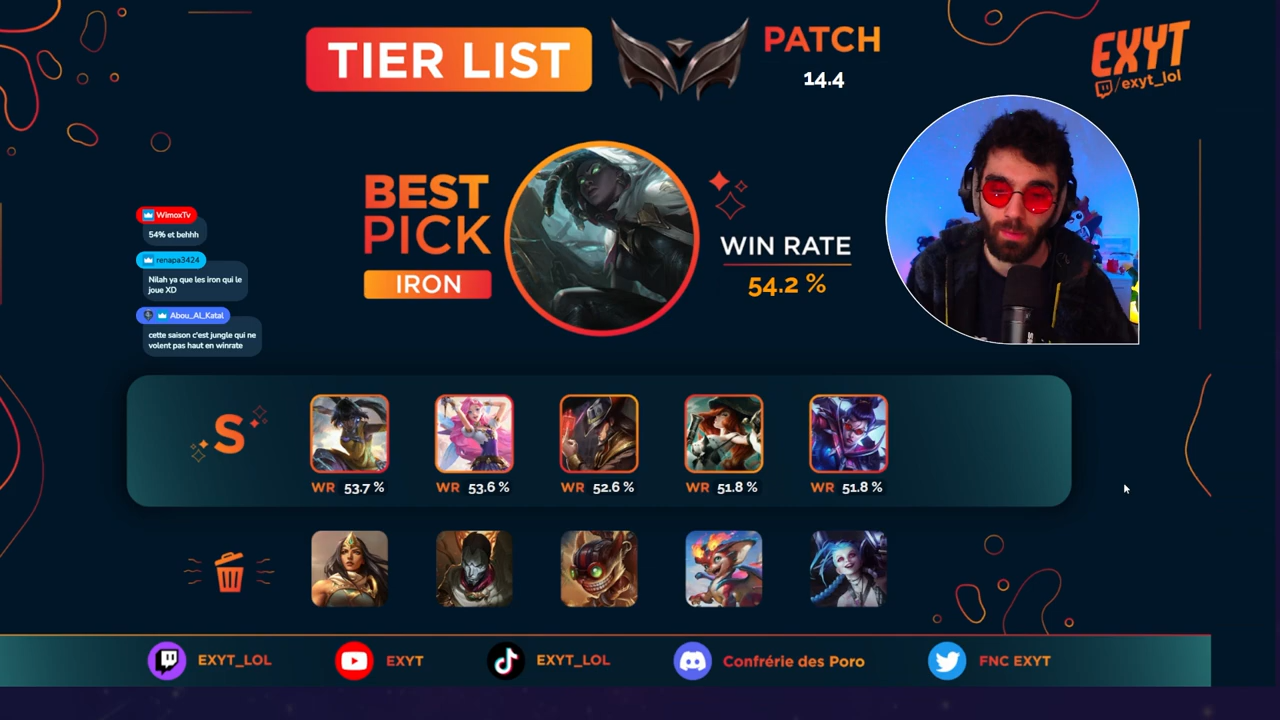 TIER LIST
PATCH
14.4
EXYT
/exyt_lol
BEST
PICK
IRON
WIN RATE
54.2 %
WimoxTv
54% et behhh
renapa3424
Nilah ya que les iron qui le
joue XD
Abou_Al_Katal
cette saison c'est jungle qui ne
volent pas haut en winrate
S
WR 53.7 %
WR 53.6 %
WR 52.6 %
WR 51.8 %
WR 51.8 %
EXYT_LOL
EXYT
EXYT_LOL
Confrérie des Poro
FNC EXYT